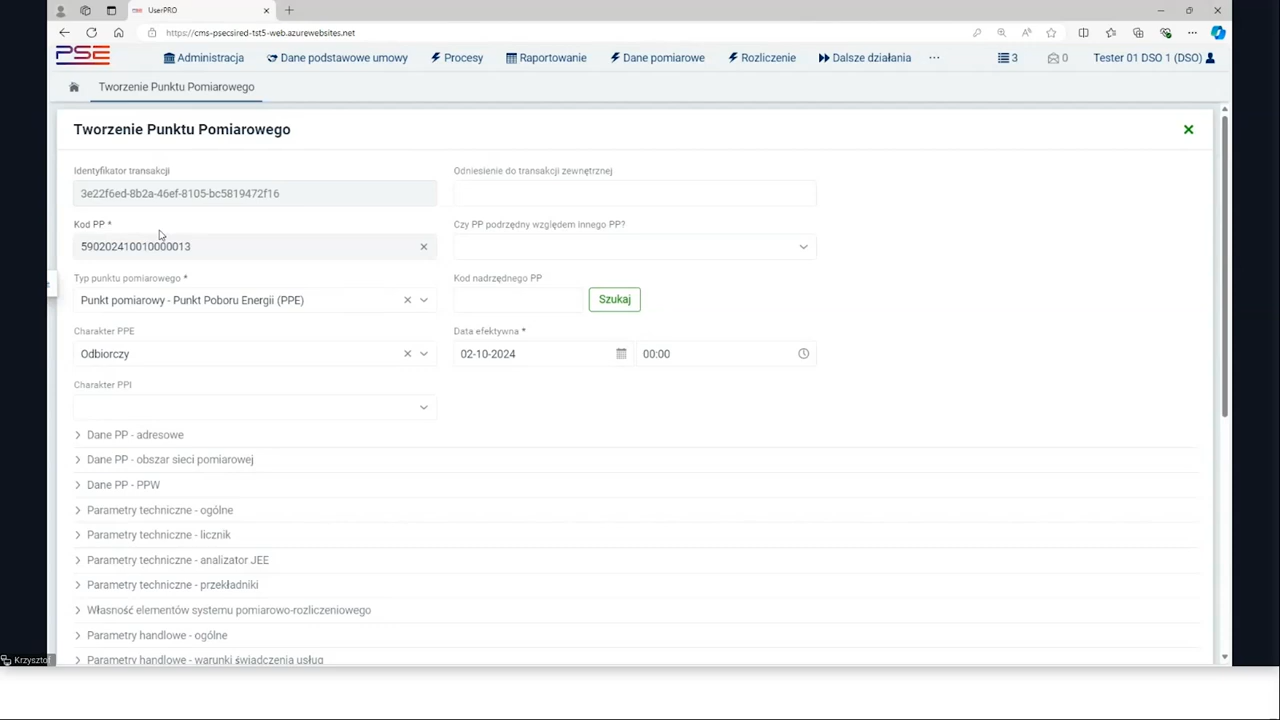 UserPRO
https://cms-psecsired-tst5-web.azurewebsites.net
PSE Administracja Dane podstawowe umowy Procesy Raportowanie Dane pomiarowe Rozliczenie Dalsze działania ... 3 0 Tester 01 DSO 1 (DSO)
Tworzenie Punktu Pomiarowego
Tworzenie Punktu Pomiarowego
Identyfikator transakcji Odniesienie do transakcji zewnętrznej
3e22f6ed-8b2a-46ef-8105-bc5819472f16
Kod PP * Czy PP podrzędny względem innego PP?
590202410010000013
Typ punktu pomiarowego * Kod nadrzędnego PP
Punkt pomiarowy - Punkt Poboru Energii (PPE) Szukaj
Charakter PPE Data efektywna *
Odbiorczy 02-10-2024 00:00
Charakter PPI
Dane PP - adresowe
Dane PP - obszar sieci pomiarowej
Dane PP - PPW
Parametry techniczne - ogólne
Parametry techniczne - licznik
Parametry techniczne - analizator JEE
Parametry techniczne - przekładniki
Własność elementów systemu pomiarowo-rozliczeniowego
Parametry handlowe - ogólne
Parametry handlowe - warunki świadczenia usług
Krzysztof